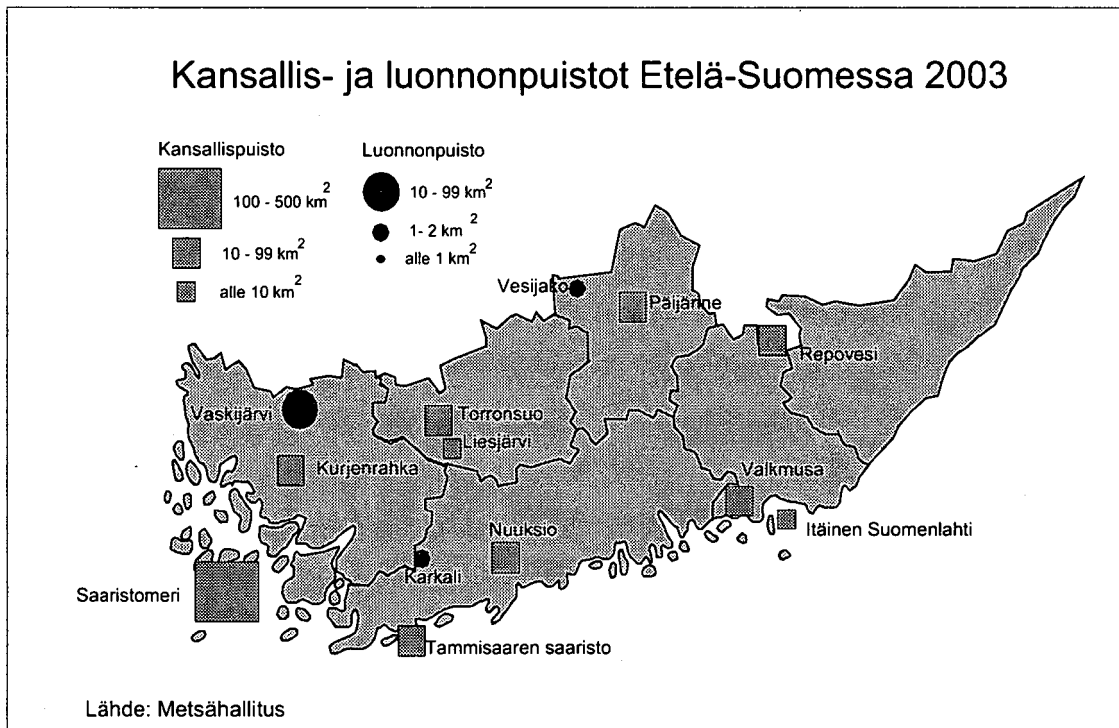 Kansallis- ja luonnonpuistot Etelä-Suomessa 2003
Kansallispuisto
100 - 500 km²
10 - 99 km²
alle 10 km²
Luonnonpuisto
10 - 99 km²
1- 2 km²
alle 1 km²
Vesijako
Päijänne
Repovesi
Vaskijärvi
Torronsuo
Liesjärvi
Kurjenrahka
Valkmusa
Itäinen Suomenlahti
Nuuksio
Karkali
Saaristomeri
Tammisaaren saaristo
Lähde: Metsähallitus